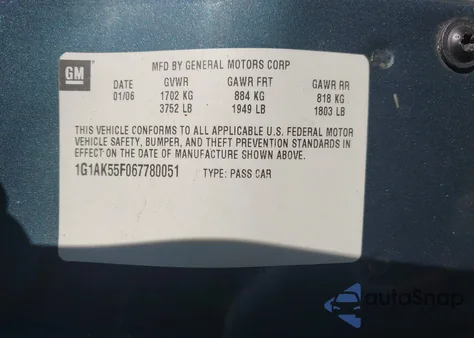 GM
MFD BY GENERAL MOTORS CORP
DATE GVWR GAWR FRT GAWR RR
01/06 1702 KG 884 KG 818 KG
3752 LB 1949 LB 1803 LB
THIS VEHICLE CONFORMS TO ALL APPLICABLE U.S. FEDERAL MOTOR
VEHICLE SAFETY, BUMPER, AND THEFT PREVENTION STANDARDS IN
EFFECT ON THE DATE OF MANUFACTURE SHOWN ABOVE.
1G1AK55F067780051 TYPE: PASS CAR
autoSnap